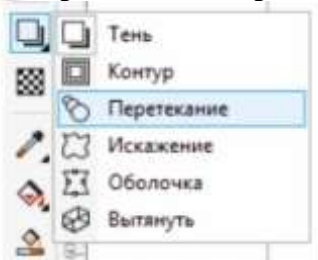 Тень
Контур
Перетекание
Искажение
Оболочка
Вытянуть